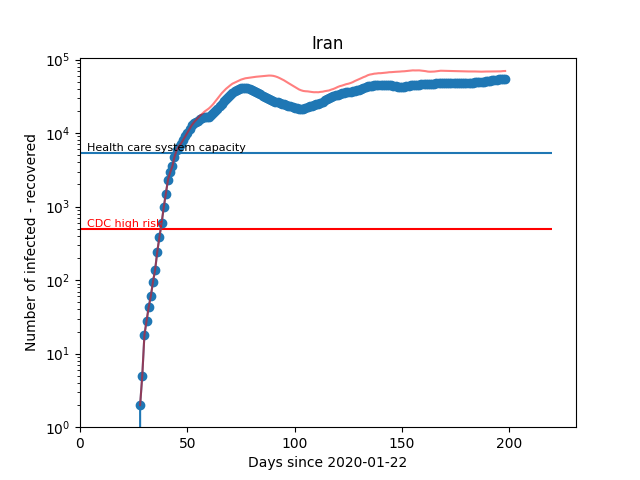 Iran
Number of infected - recovered
10^5
10^4
10^3
10^2
10^1
10^0
Health care system capacity
CDC high risk
0 50 100 150 200
Days since 2020-01-22